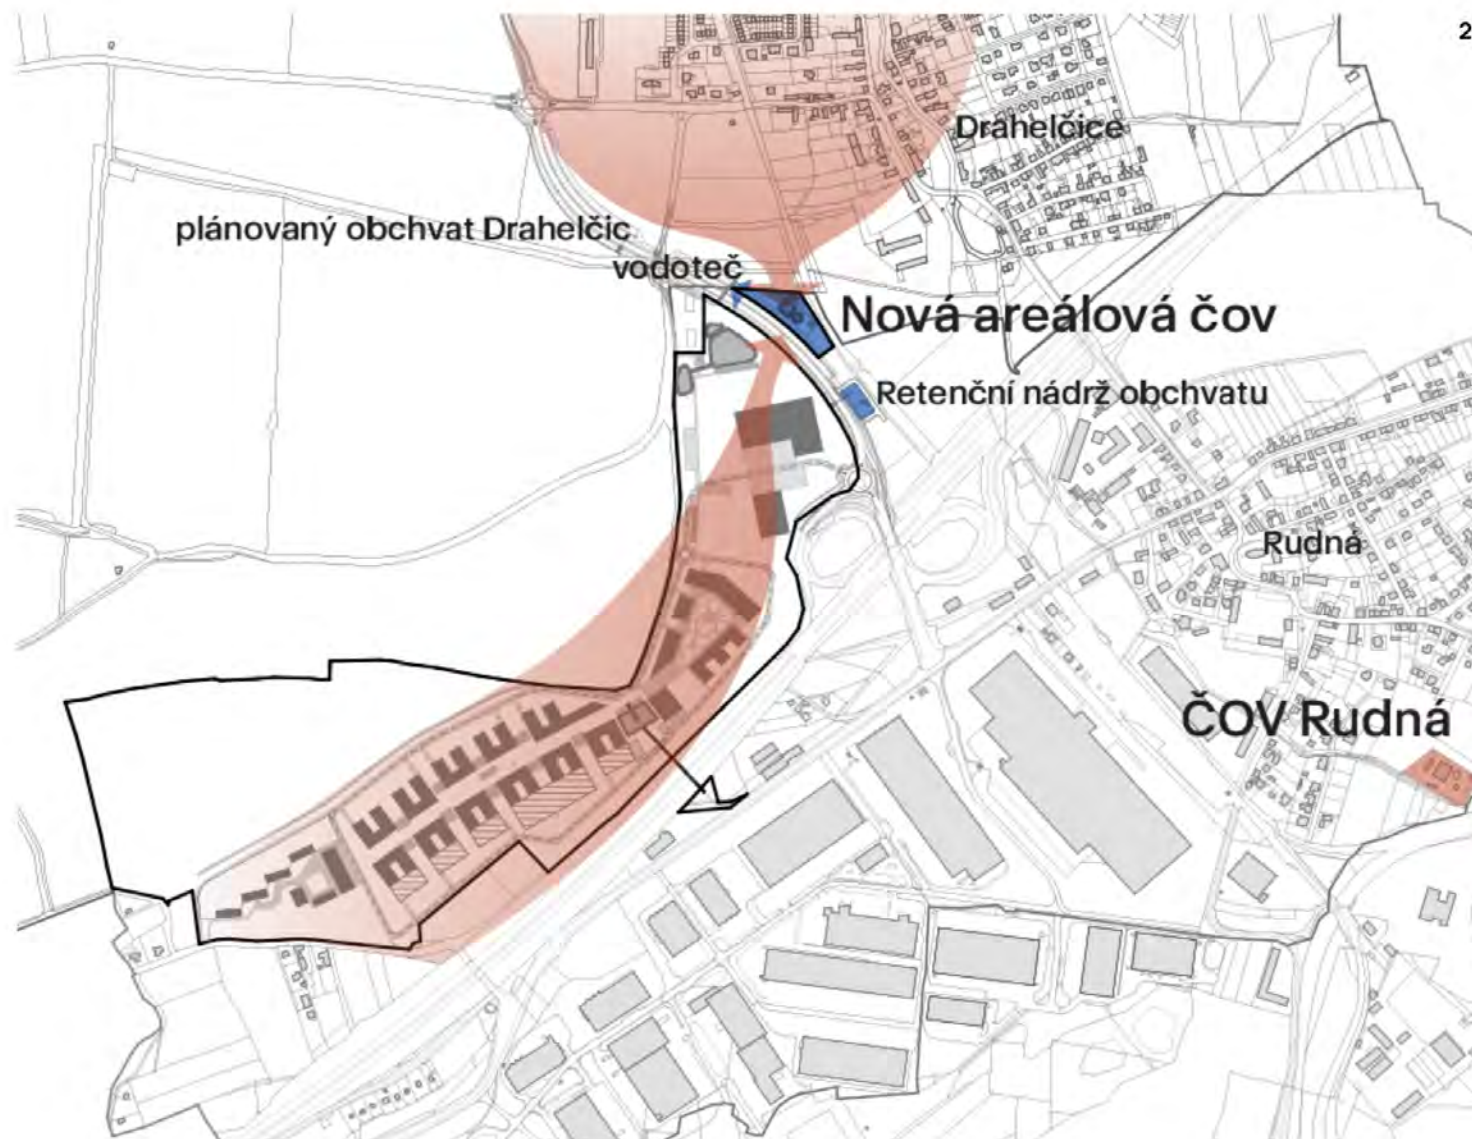 2
Drahelčice
plánovaný obchvat Drahelčic
vodoteč
Nová areálová čov
Retenční nádrž obchvatu
Rudná
ČOV Rudná